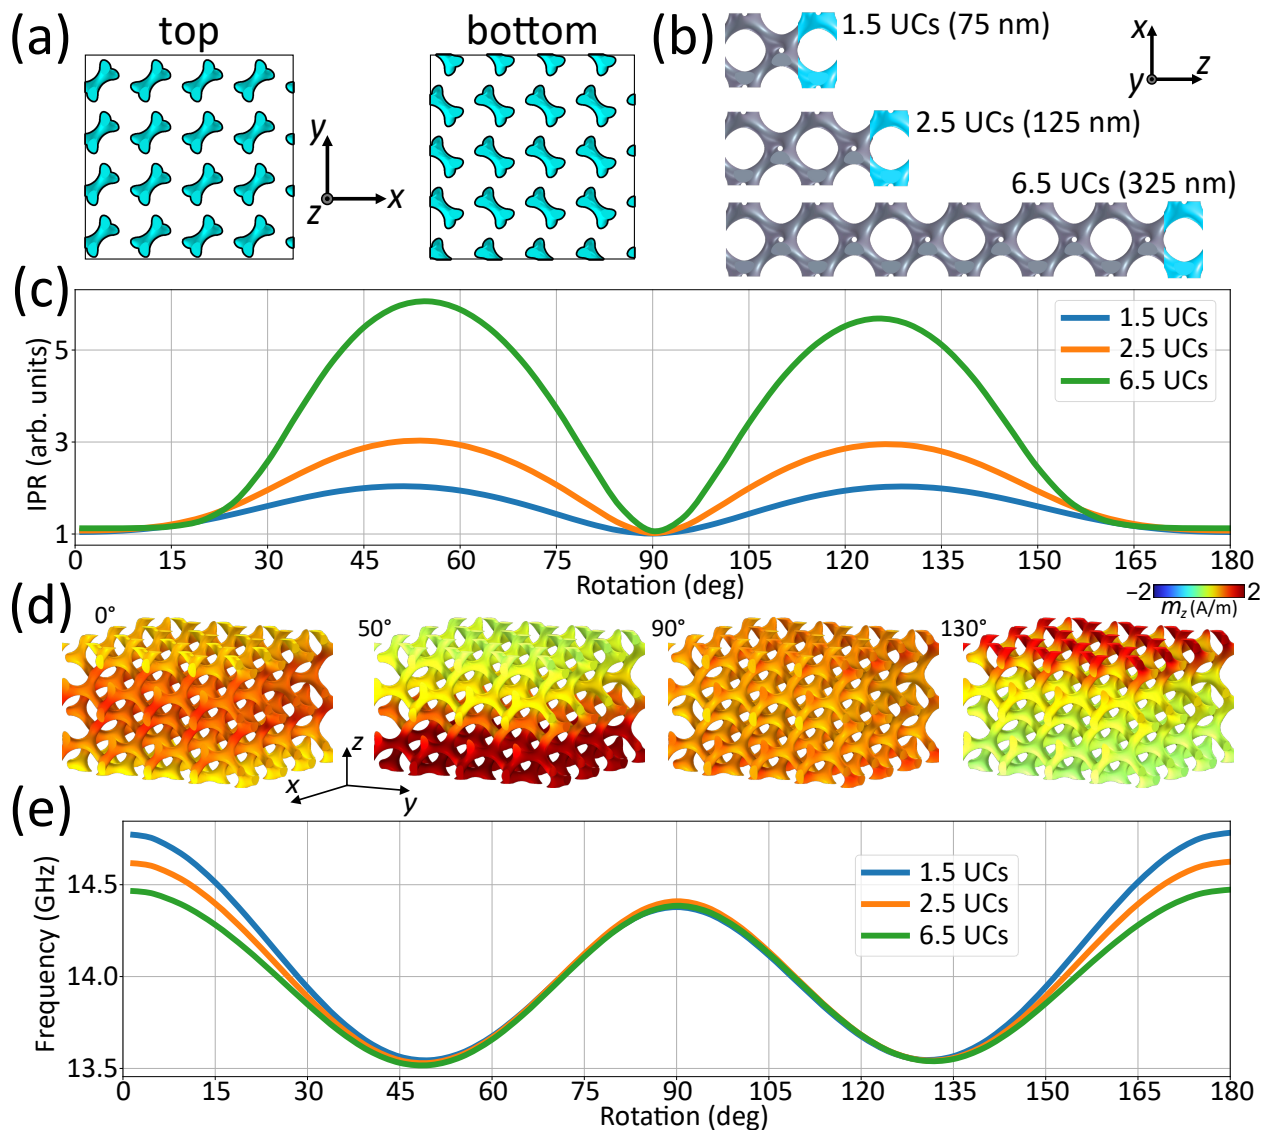 (a)
top
bottom
y
z
x
(b)
1.5 UCs (75 nm)
2.5 UCs (125 nm)
6.5 UCs (325 nm)
x
y
z
(c)
IPR (arb. units)
5
3
1
1.5 UCs
2.5 UCs
6.5 UCs
0 15 30 45 60 75 90 105 120 135 150 165 180
Rotation (deg)
(d)
−2 2
mz (A/m)
0°
50°
90°
130°
z
x
y
(e)
Frequency (GHz)
14.5
14.0
13.5
1.5 UCs
2.5 UCs
6.5 UCs
0 15 30 45 60 75 90 105 120 135 150 165 180
Rotation (deg)